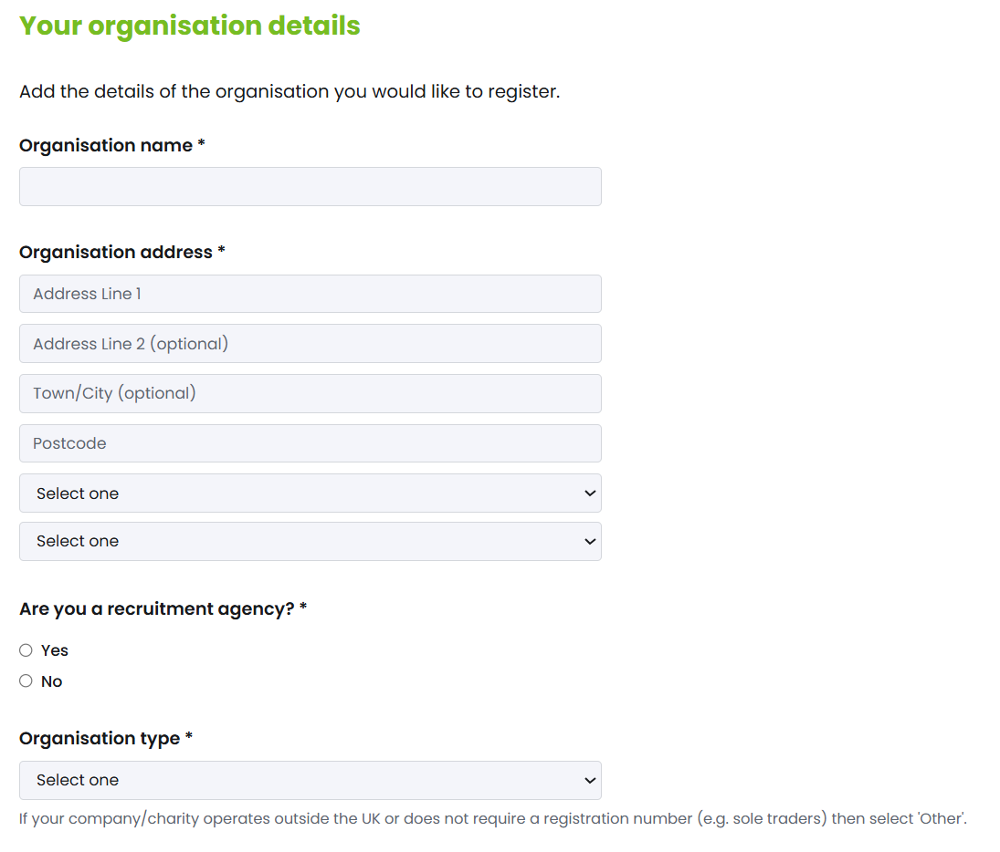 Your organisation details
Add the details of the organisation you would like to register.
Organisation name *
Organisation address *
Address Line 1
Address Line 2 (optional)
Town/City (optional)
Postcode
Select one
Select one
Are you a recruitment agency? *
Yes
No
Organisation type *
Select one
If your company/charity operates outside the UK or does not require a registration number (e.g. sole traders) then select 'Other'.